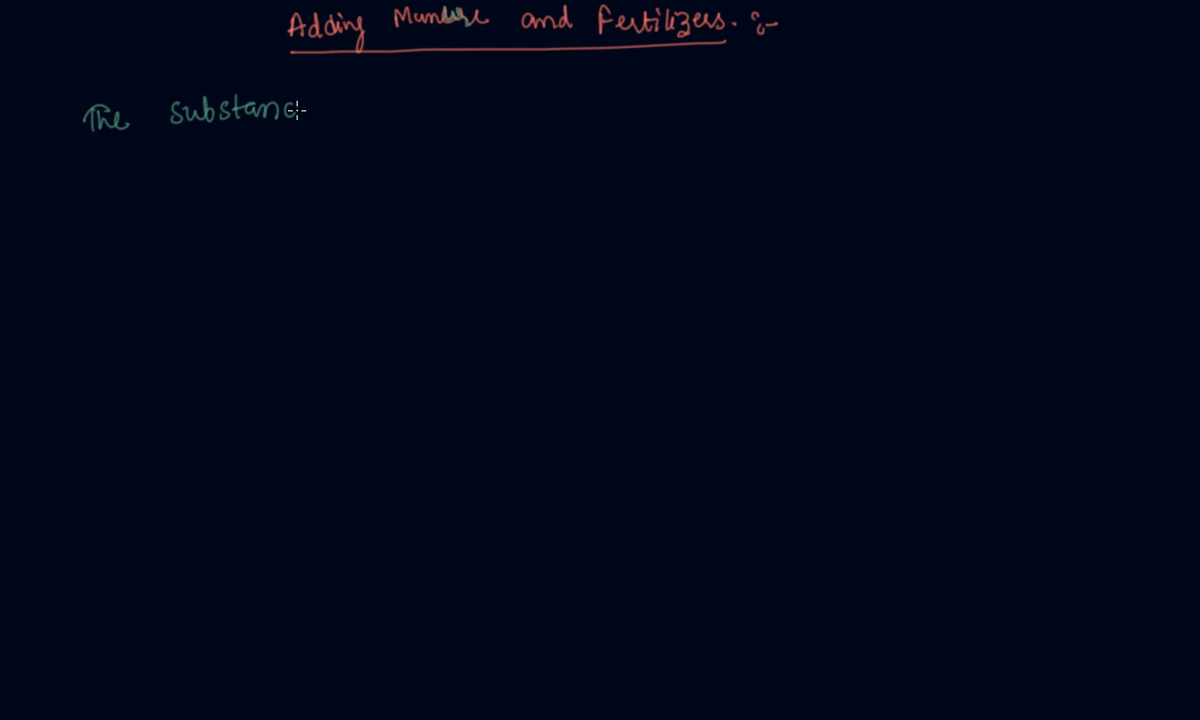 Adding Manure and Fertilizers. :-
The substanc